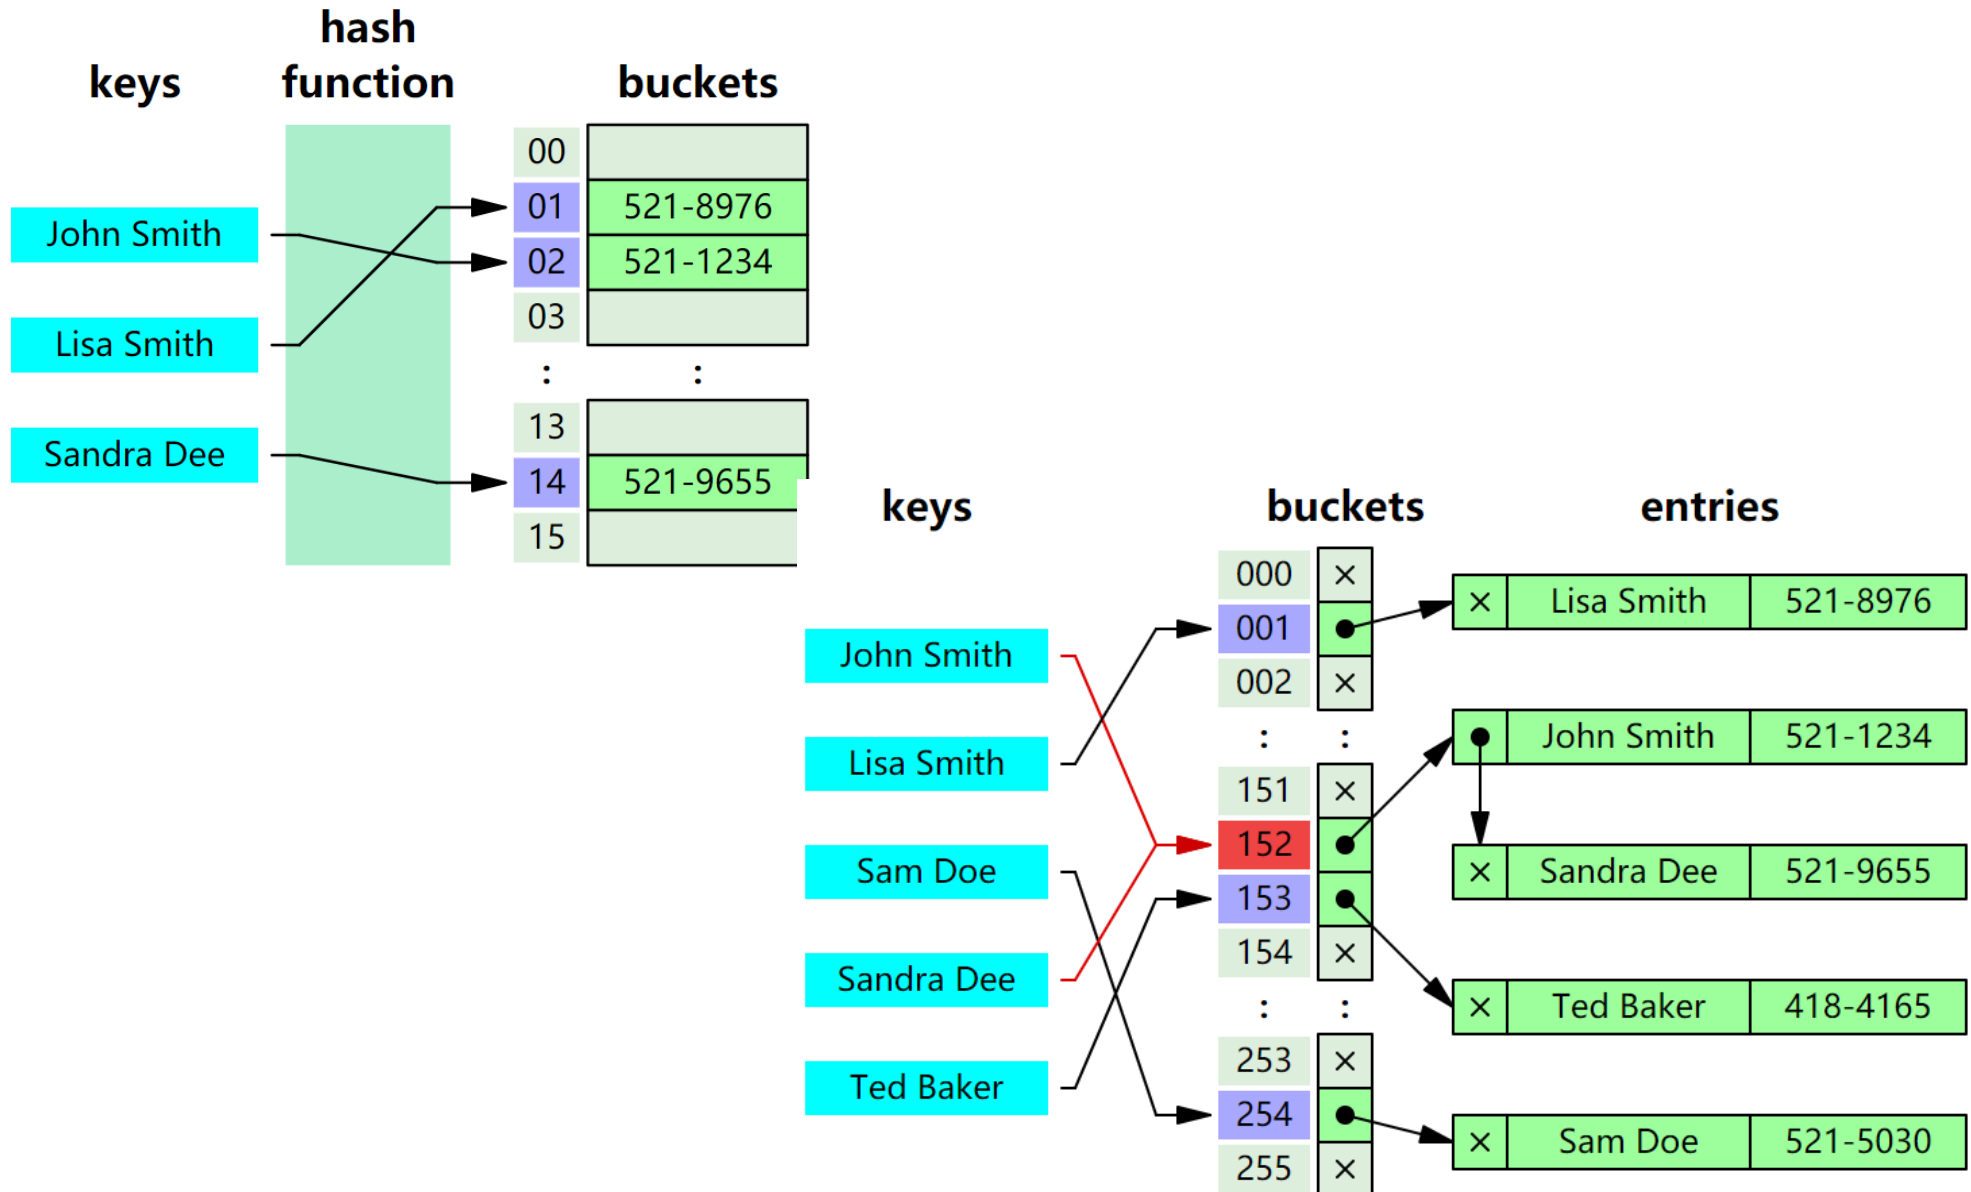 hash
keys function buckets
00
01 521-8976
John Smith
02 521-1234
03
Lisa Smith
: :
13
Sandra Dee
14 521-9655
15
keys buckets entries
000 ×
× Lisa Smith 521-8976
001
John Smith
002 ×
: :
× John Smith 521-1234
Lisa Smith
151 ×
152
Sam Doe
× Sandra Dee 521-9655
153
154 ×
Sandra Dee
: :
× Ted Baker 418-4165
253 ×
Ted Baker
254
× Sam Doe 521-5030
255 ×